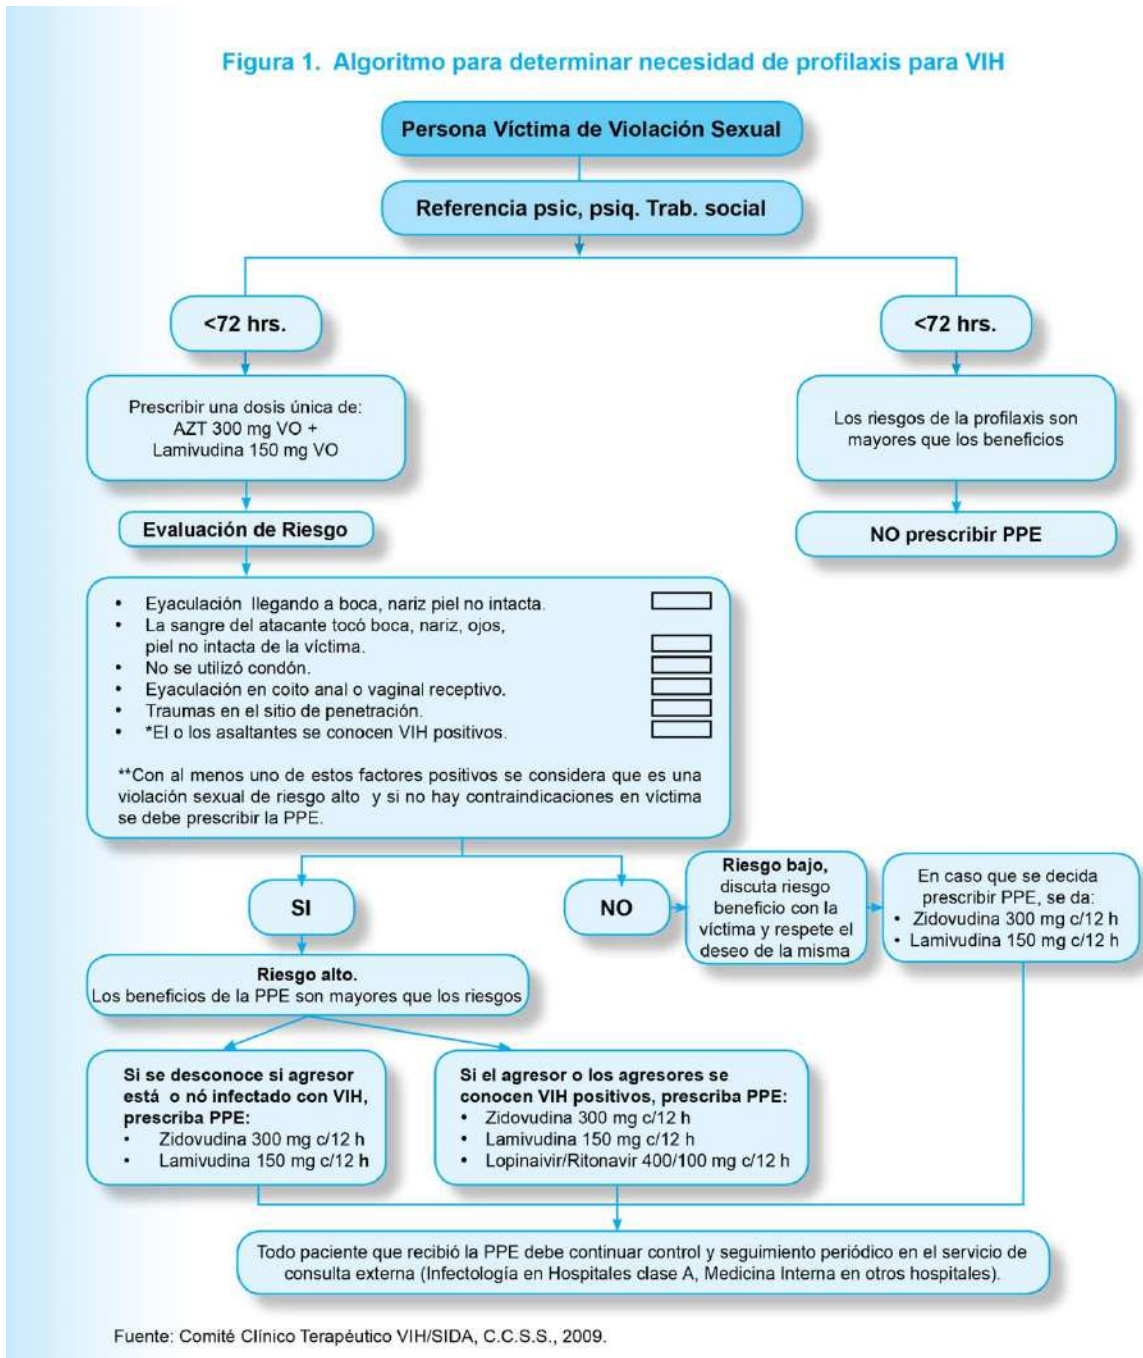 Figura 1. Algoritmo para determinar necesidad de profilaxis para VIH
Persona Víctima de Violación Sexual
Referencia psic, psiq. Trab. social
<72 hrs.
Prescribir una dosis única de:
AZT 300 mg VO +
Lamivudina 150 mg VO
Evaluación de Riesgo
<72 hrs.
Los riesgos de la profilaxis son
mayores que los beneficios
NO prescribir PPE
• Eyaculación llegando a boca, nariz piel no intacta.
• La sangre del atacante tocó boca, nariz, ojos,
piel no intacta de la víctima.
• No se utilizó condón.
• Eyaculación en coito anal o vaginal receptivo.
• Traumas en el sitio de penetración.
• *El o los asaltantes se conocen VIH positivos.
**Con al menos uno de estos factores positivos se considera que es una
violación sexual de riesgo alto y si no hay contraindicaciones en víctima
se debe prescribir la PPE.
SI
NO
Riesgo bajo,
discuta riesgo
beneficio con la
víctima y respete el
deseo de la misma
En caso que se decida
prescribir PPE, se da:
• Zidovudina 300 mg c/12 h
• Lamivudina 150 mg c/12 h
Riesgo alto.
Los beneficios de la PPE son mayores que los riesgos
Si se desconoce si agresor
está o nó infectado con VIH,
prescriba PPE:
• Zidovudina 300 mg c/12 h
• Lamivudina 150 mg c/12 h
Si el agresor o los agresores se
conocen VIH positivos, prescriba PPE:
• Zidovudina 300 mg c/12 h
• Lamivudina 150 mg c/12 h
• Lopinaivir/Ritonavir 400/100 mg c/12 h
Todo paciente que recibió la PPE debe continuar control y seguimiento periódico en el servicio de
consulta externa (Infectología en Hospitales clase A, Medicina Interna en otros hospitales).
Fuente: Comité Clínico Terapéutico VIH/SIDA, C.C.S.S., 2009.